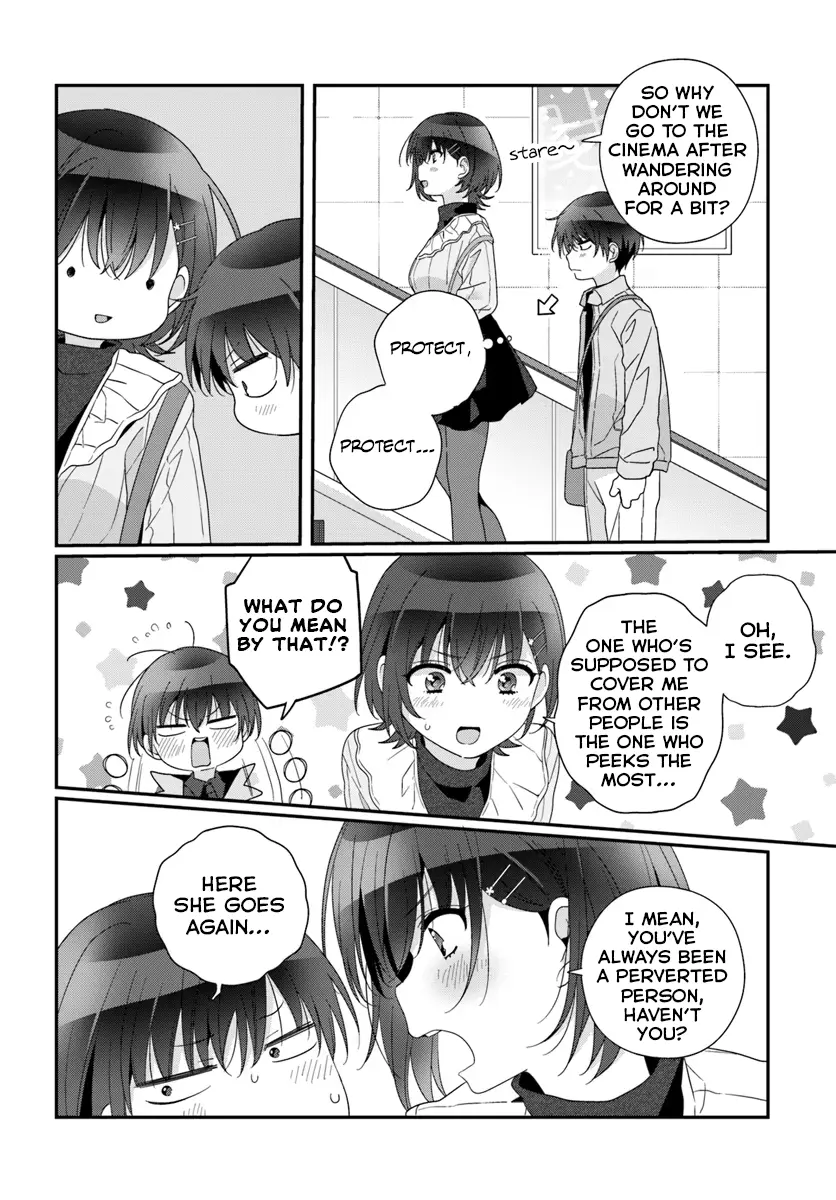 SO WHY
DON'T WE
GO TO THE
CINEMA AFTER
WANDERING
AROUND
FOR A BIT?
stare~
PROTECT,
PROTECT...
OH,
I SEE.
THE
ONE WHO'S
SUPPOSED TO
COVER ME
FROM OTHER
PEOPLE IS
THE ONE WHO
PEEKS THE
MOST...
WHAT DO
YOU MEAN
BY THAT!?
I MEAN,
YOU'VE
ALWAYS BEEN
A PERVERTED
PERSON,
HAVEN'T
YOU?
HERE
SHE GOES
AGAIN...